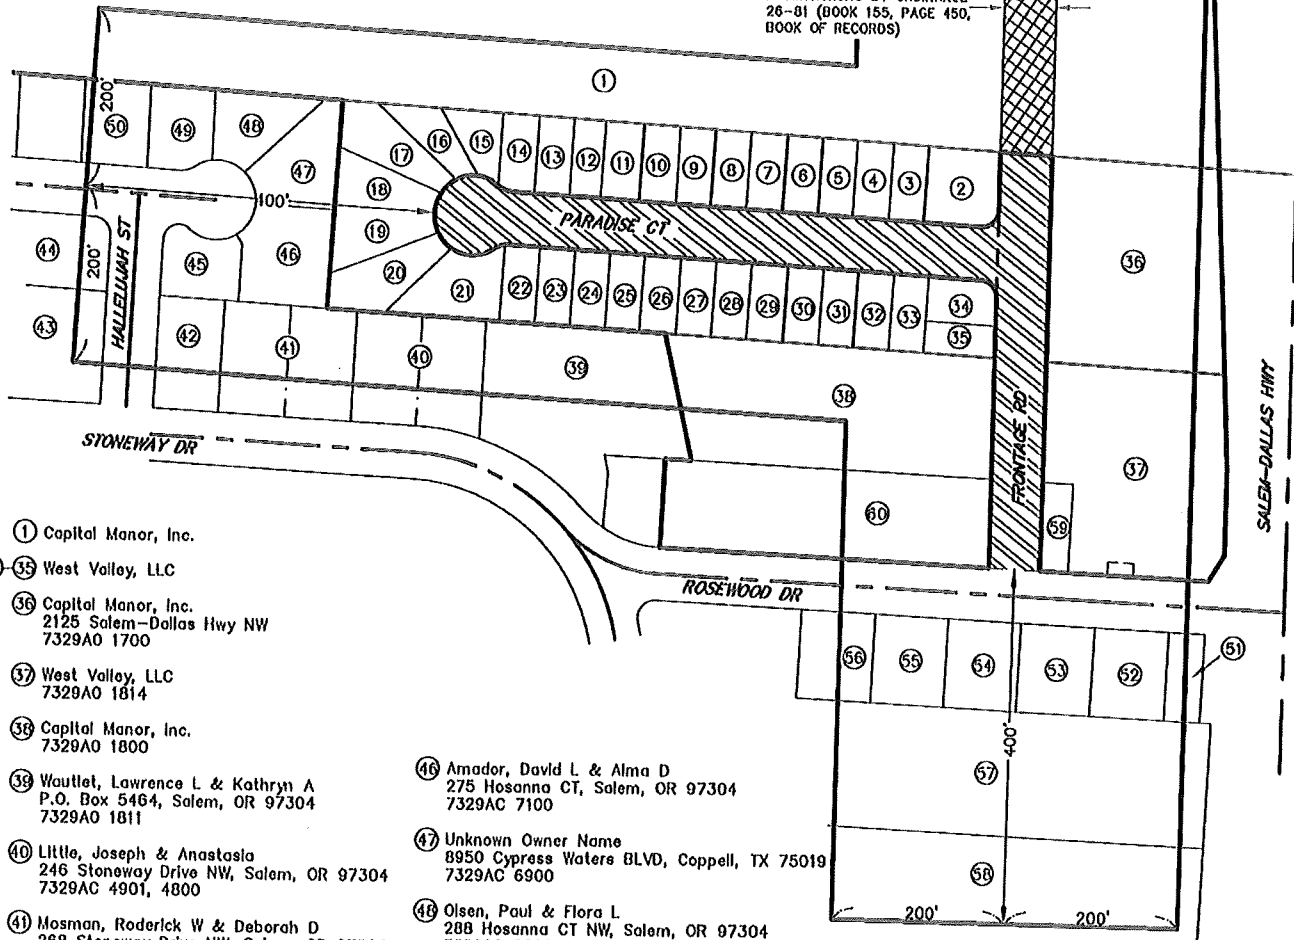 26-81 (BOOK 155, PAGE 450,
BOOK OF RECORDS)
1
200'
50
49
48
47
17
16
15
14
13
12
11
10
9
8
7
6
5
4
3
2
18
400'
PARADISE CT
19
20
21
22
23
24
25
26
27
28
29
30
31
32
33
34
35
36
44
200'
HALLELUJAH ST
45
46
43
42
41
40
39
38
37
FRONTAGE RD
SALEM-DALLAS HWY
STONEWAY DR
60
59
ROSEWOOD DR
56
55
54
53
52
51
400'
57
58
200'
200'
1 Capital Manor, Inc.
35 West Valley, LLC
36 Capital Manor, Inc.
2125 Salem-Dallas Hwy NW
7329A0 1700
37 West Valley, LLC
7329A0 1814
38 Capital Manor, Inc.
7329A0 1800
39 Wautlet, Lawrence L & Kathryn A
P.O. Box 5464, Salem, OR 97304
7329A0 1811
40 Little, Joseph & Anastasia
246 Stoneway Drive NW, Salem, OR 97304
7329AC 4901, 4800
41 Mosman, Roderick W & Deborah D
46 Amador, David L & Alma D
275 Hosanna CT, Salem, OR 97304
7329AC 7100
47 Unknown Owner Name
8950 Cypress Waters BLVD, Coppell, TX 75019
7329AC 6900
48 Olsen, Paul & Flora L
288 Hosanna CT NW, Salem, OR 97304